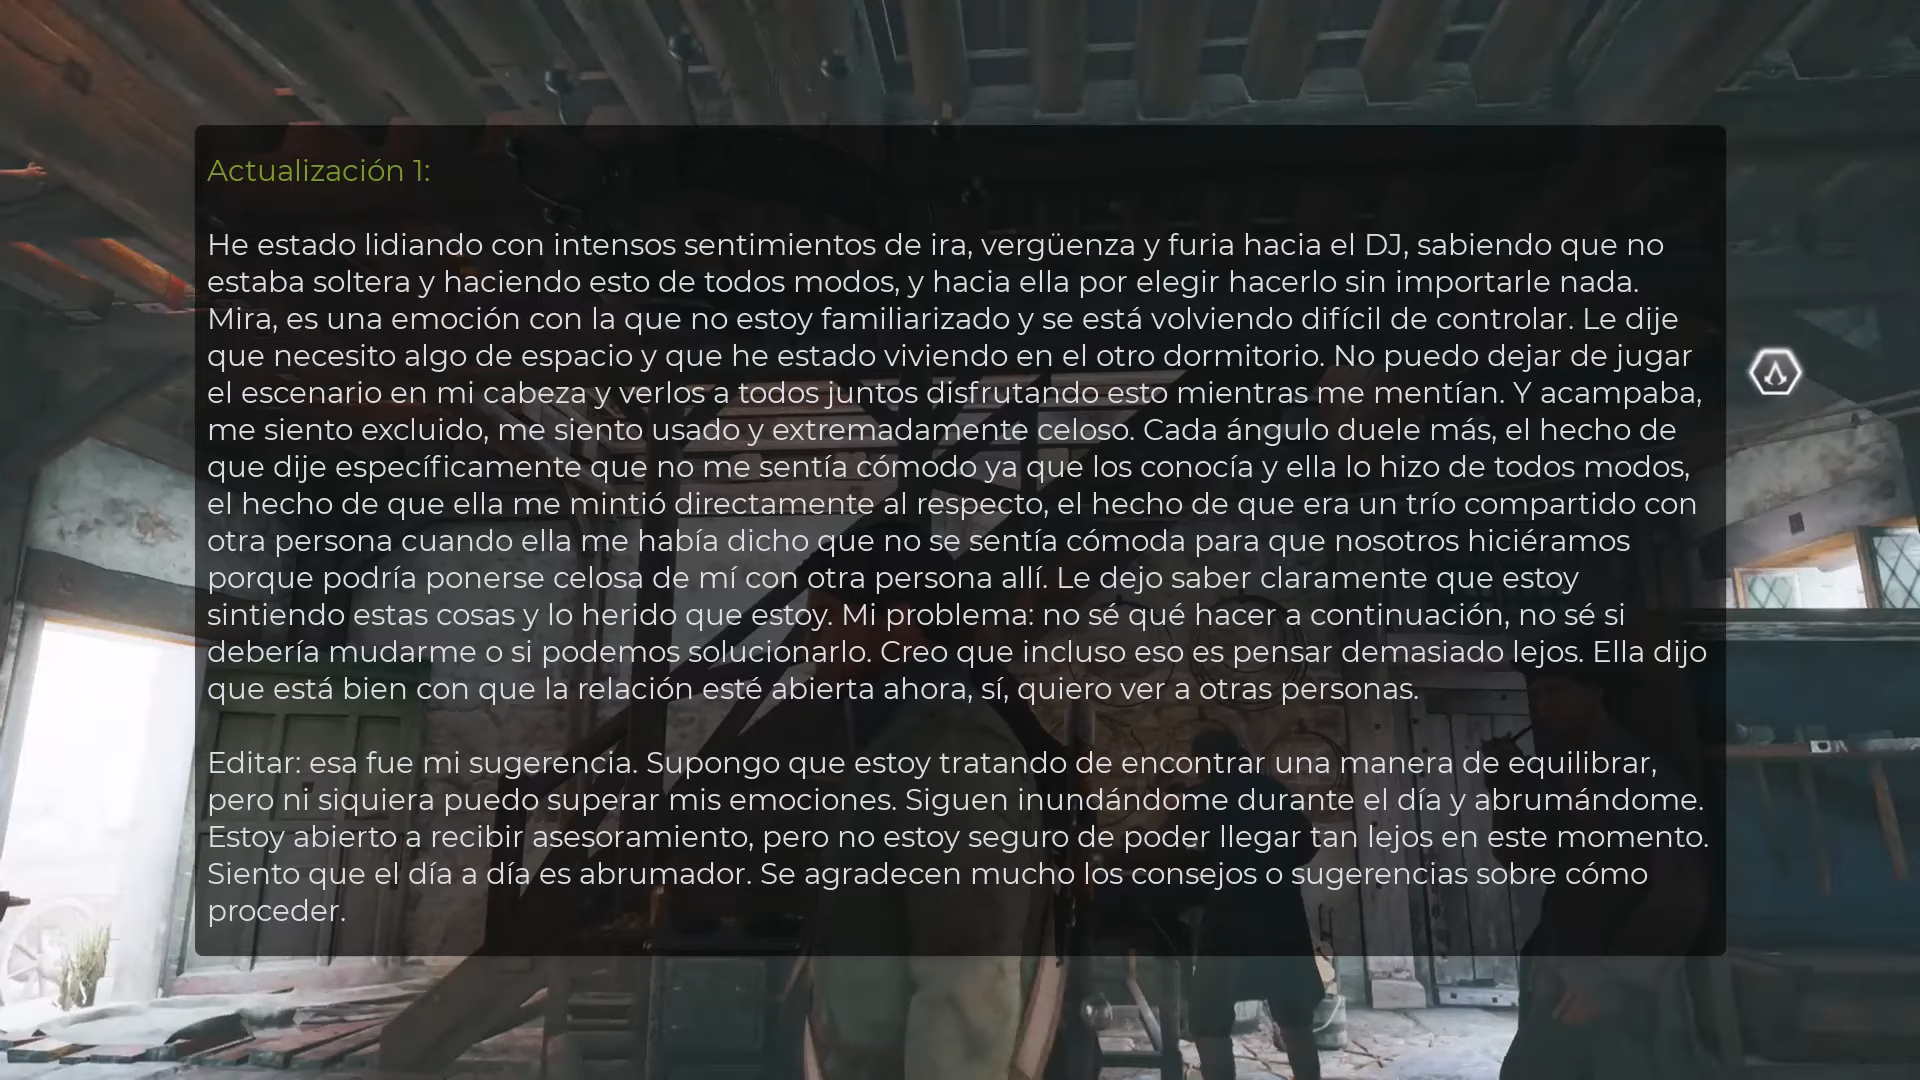 Actualización 1:
He estado lidiando con intensos sentimientos de ira, vergüenza y furia hacia el DJ, sabiendo que no
estaba soltera y haciendo esto de todos modos, y hacia ella por elegir hacerlo sin importarle nada.
Mira, es una emoción con la que no estoy familiarizado y se está volviendo difícil de controlar. Le dije
que necesito algo de espacio y que he estado viviendo en el otro dormitorio. No puedo dejar de jugar
el escenario en mi cabeza y verlos a todos juntos disfrutando esto mientras me mentían. Y acampaba,
me siento excluido, me siento usado y extremadamente celoso. Cada ángulo duele más, el hecho de
que dije específicamente que no me sentía cómodo ya que los conocía y ella lo hizo de todos modos,
el hecho de que ella me mintió directamente al respecto, el hecho de que era un trío compartido con
otra persona cuando ella me había dicho que no se sentía cómoda para que nosotros hiciéramos
porque podría ponerse celosa de mí con otra persona allí. Le dejo saber claramente que estoy
sintiendo estas cosas y lo herido que estoy. Mi problema: no sé qué hacer a continuación, no sé si
debería mudarme o si podemos solucionarlo. Creo que incluso eso es pensar demasiado lejos. Ella dijo
que está bien con que la relación esté abierta ahora, sí, quiero ver a otras personas.
Editar: esa fue mi sugerencia. Supongo que estoy tratando de encontrar una manera de equilibrar,
pero ni siquiera puedo superar mis emociones. Siguen inundándome durante el día y abrumándome.
Estoy abierto a recibir asesoramiento, pero no estoy seguro de poder llegar tan lejos en este momento.
Siento que el día a día es abrumador. Se agradecen mucho los consejos o sugerencias sobre cómo
proceder.